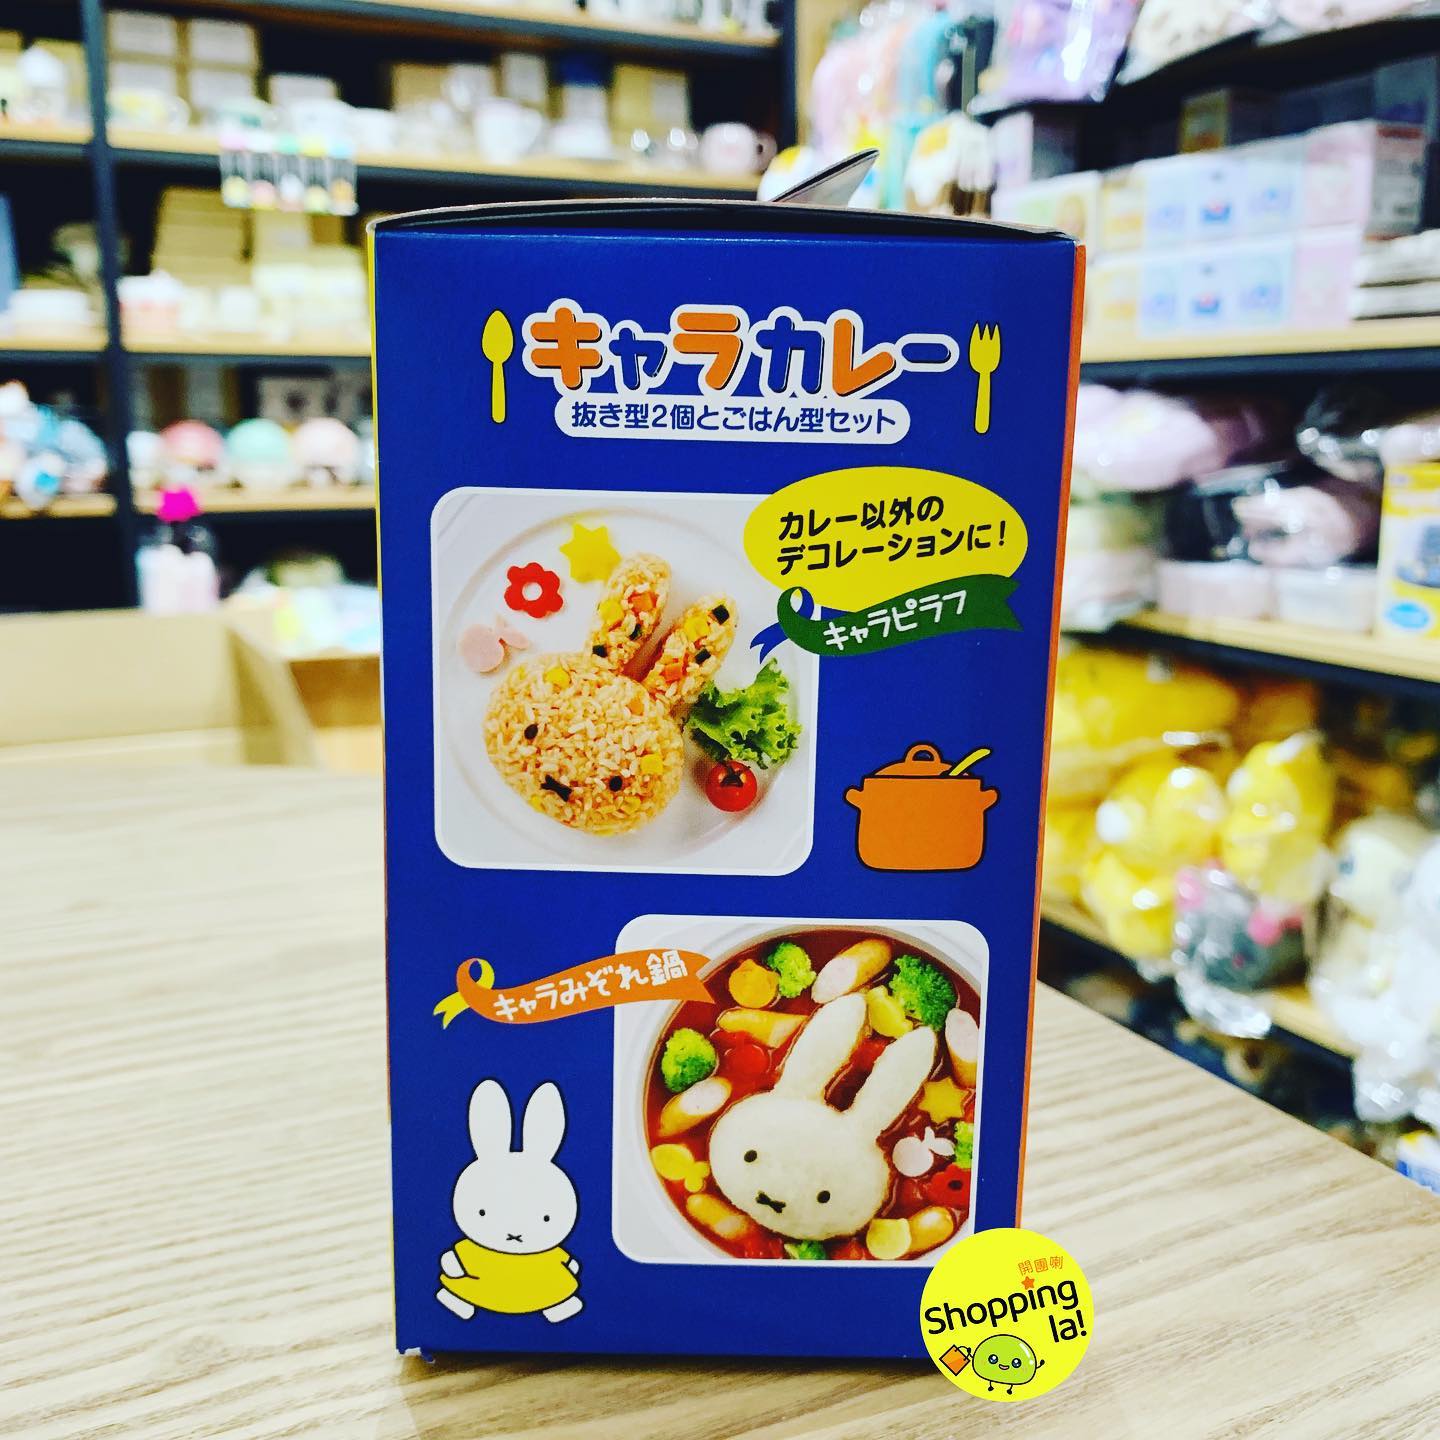 キャラカレー
抜き型2個とごはん型セット
カレー以外の
デコレーションに!
キャラピラフ
キャラみぞれ鍋
開團喇
Shopping
la!